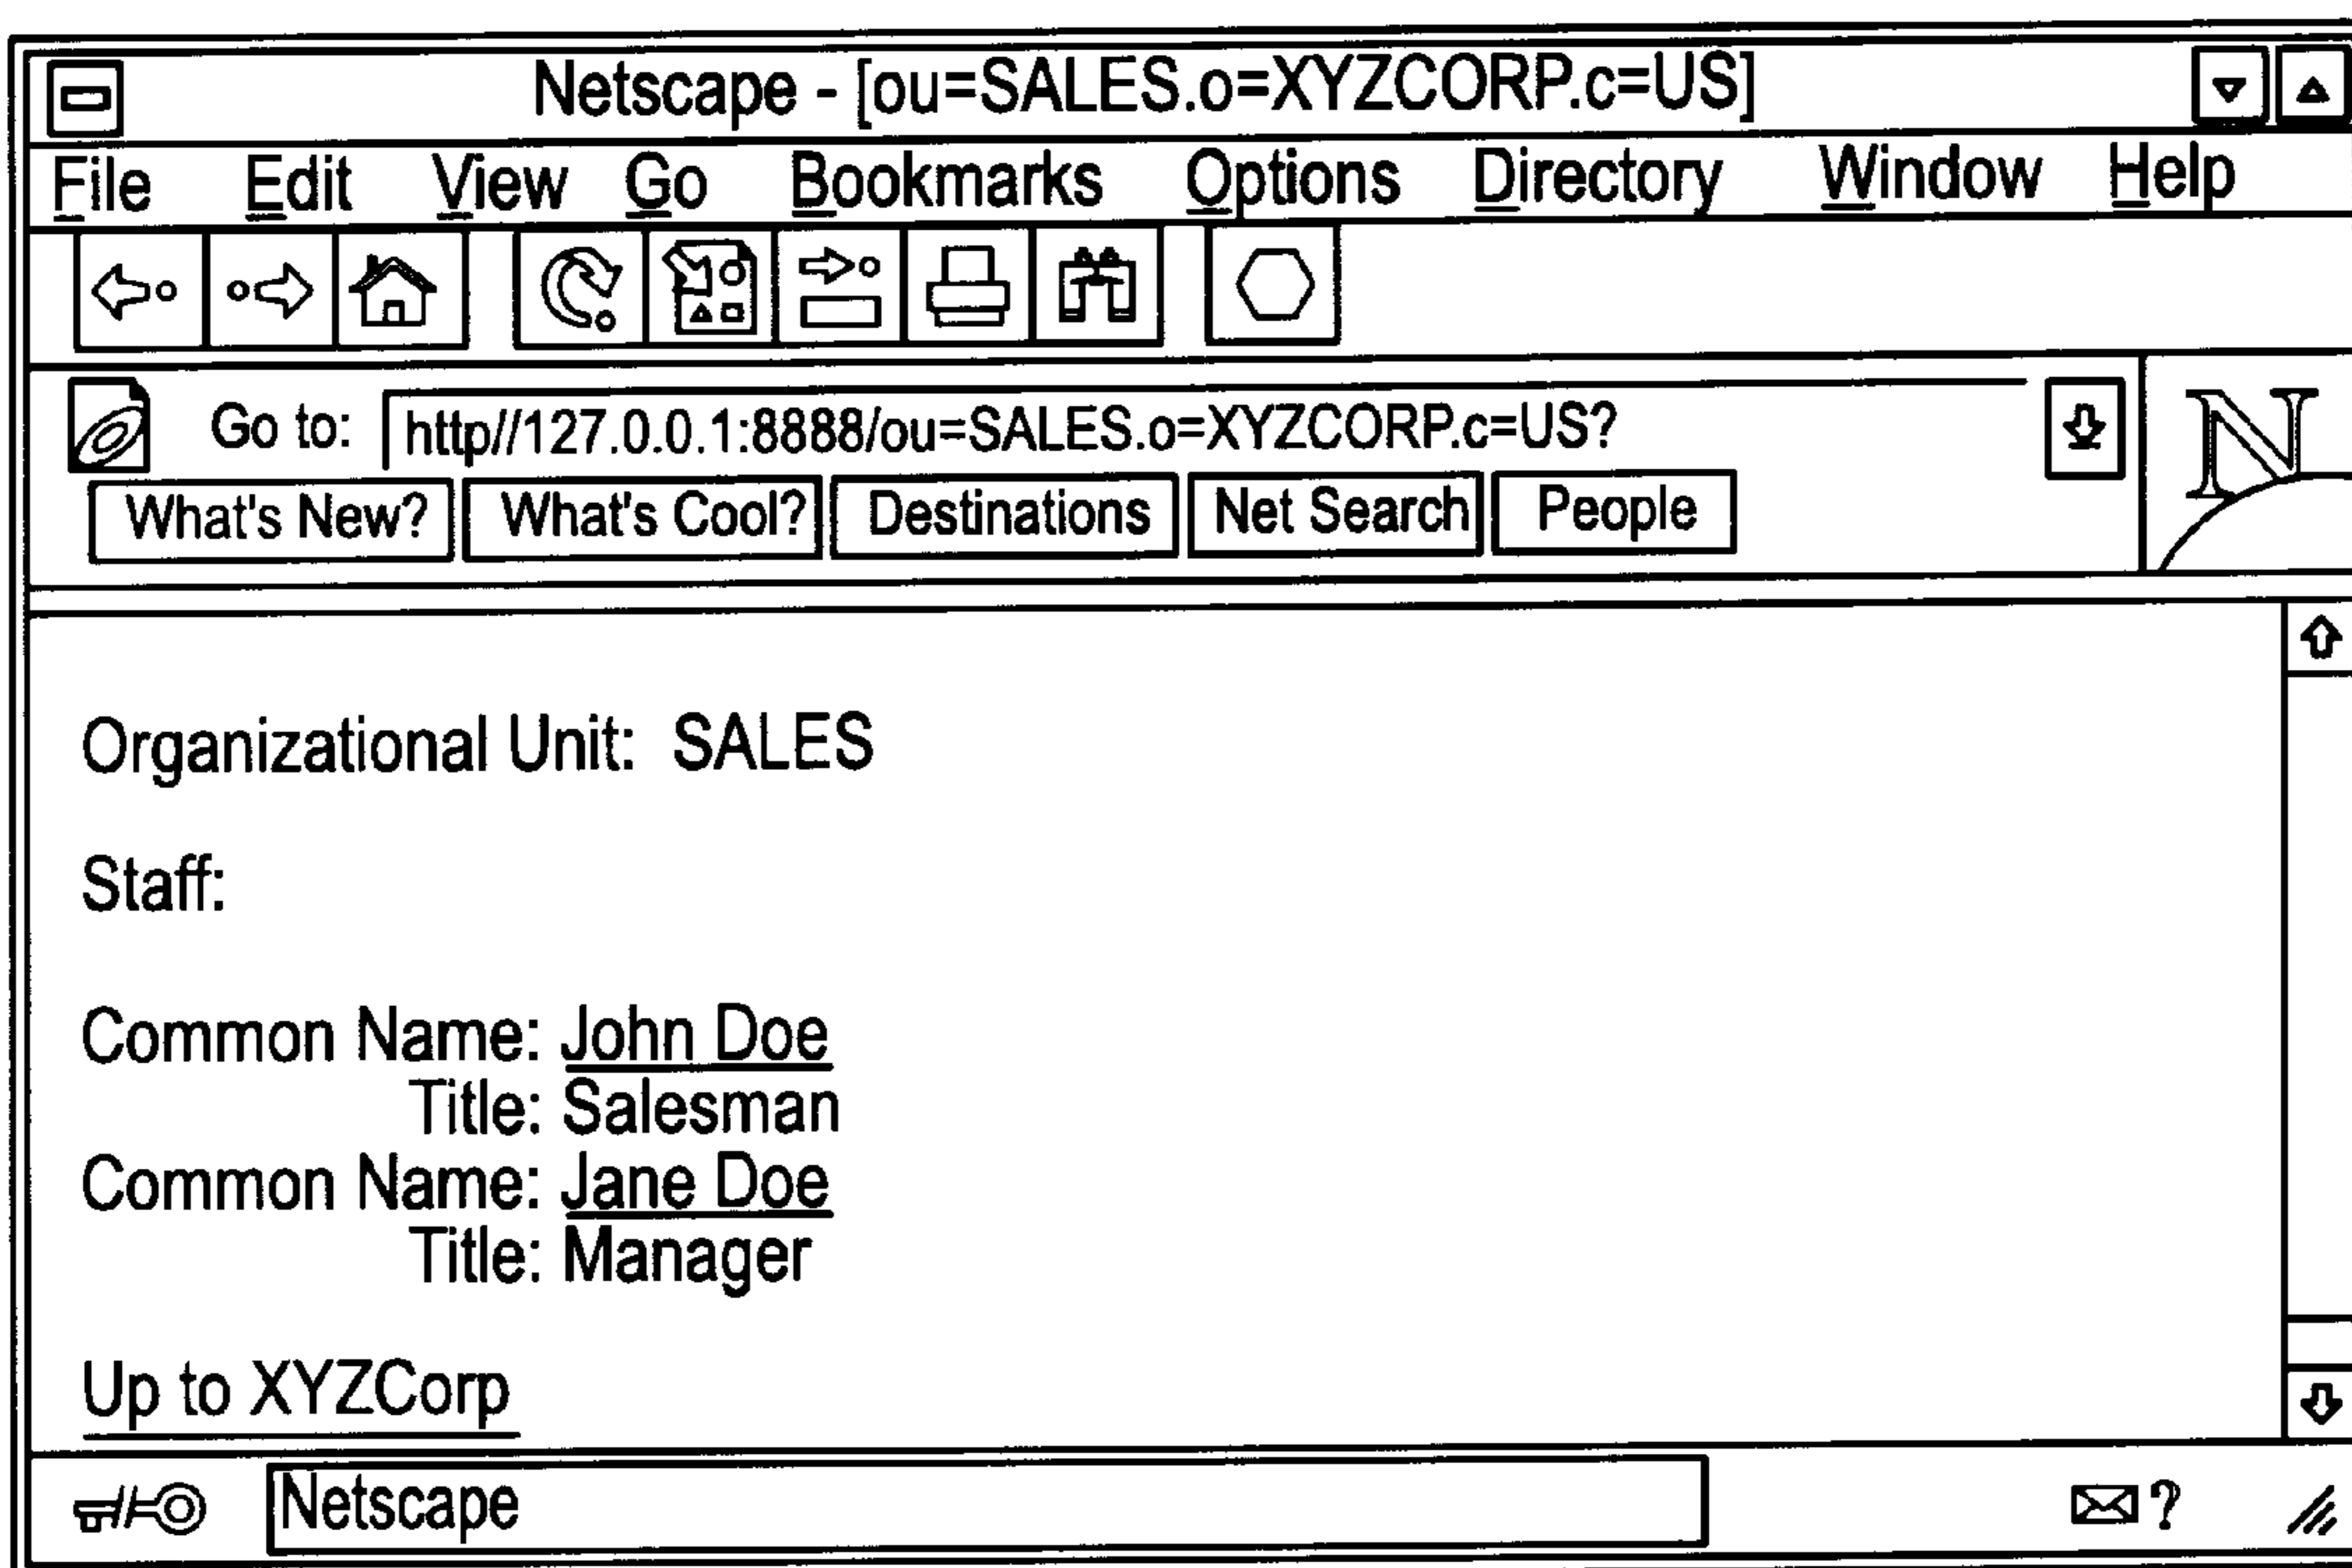 Netscape - [ou=SALES.o=XYZCORP.c=US]
File Edit View Go Bookmarks Options Directory Window Help
Go to: http//127.0.0.1:8888/ou=SALES.o=XYZCORP.c=US?
N
What's New? What's Cool? Destinations Net Search People
Organizational Unit: SALES
Staff:
Common Name: John Doe
Title: Salesman
Common Name: Jane Doe
Title: Manager
Up to XYZCorp
Netscape ?